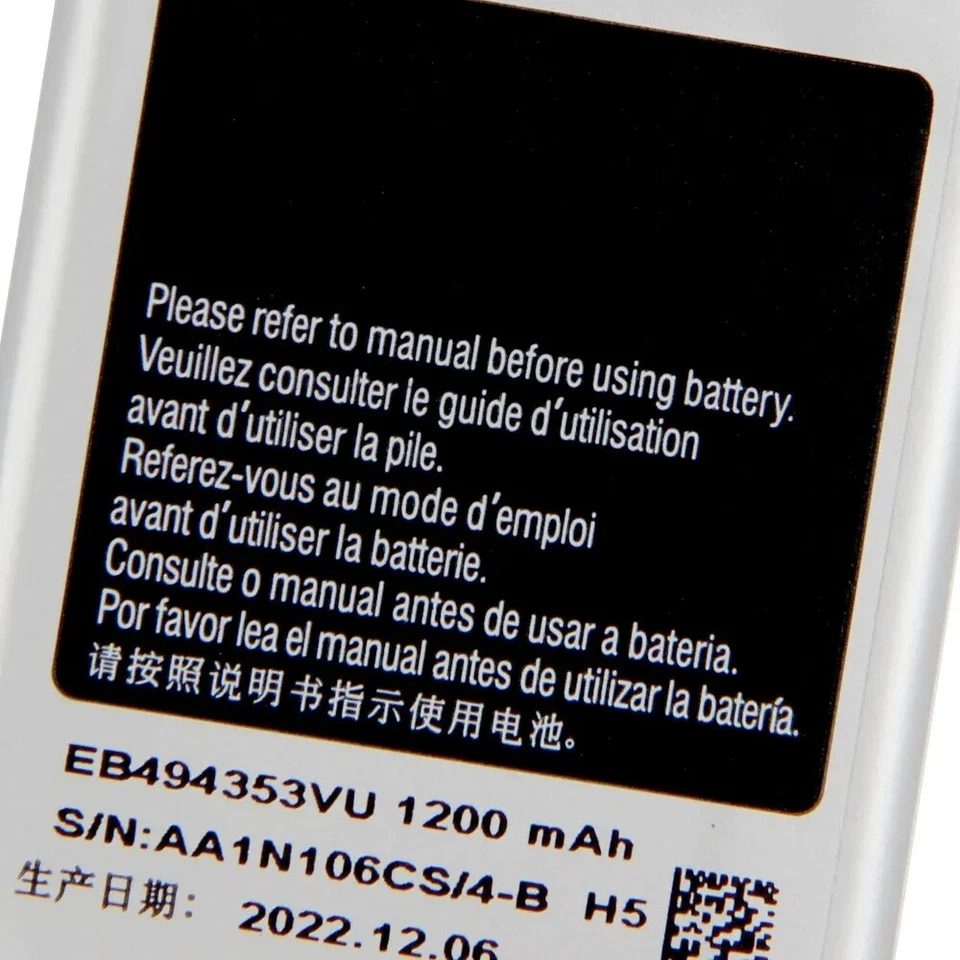 Please refer to manual before using battery.
Veuillez consulter le guide d'utilisation
avant d'utiliser la pile.
Referez-vous au mode d'emploi
avant d'utiliser la batterie.
Consulte o manual antes de usar a bateria.
Por favor lea el manual antes de utilizar la batería.
请按照说明书指示使用电池。
EB494353VU 1200 mAh
S/N:AA1N106CS/4-B H5
生产日期: 2022.12.06